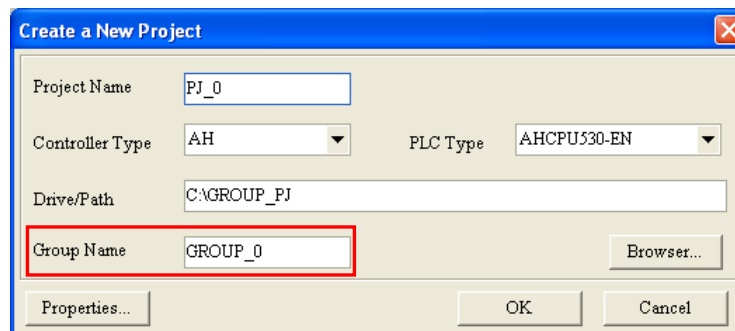 Create a New Project
Project Name PJ_0
Controller Type AH PLC Type AHCPU530-EN
Drive/Path C:\GROUP_PJ
Group Name GROUP_0 Browser...
Properties... OK Cancel